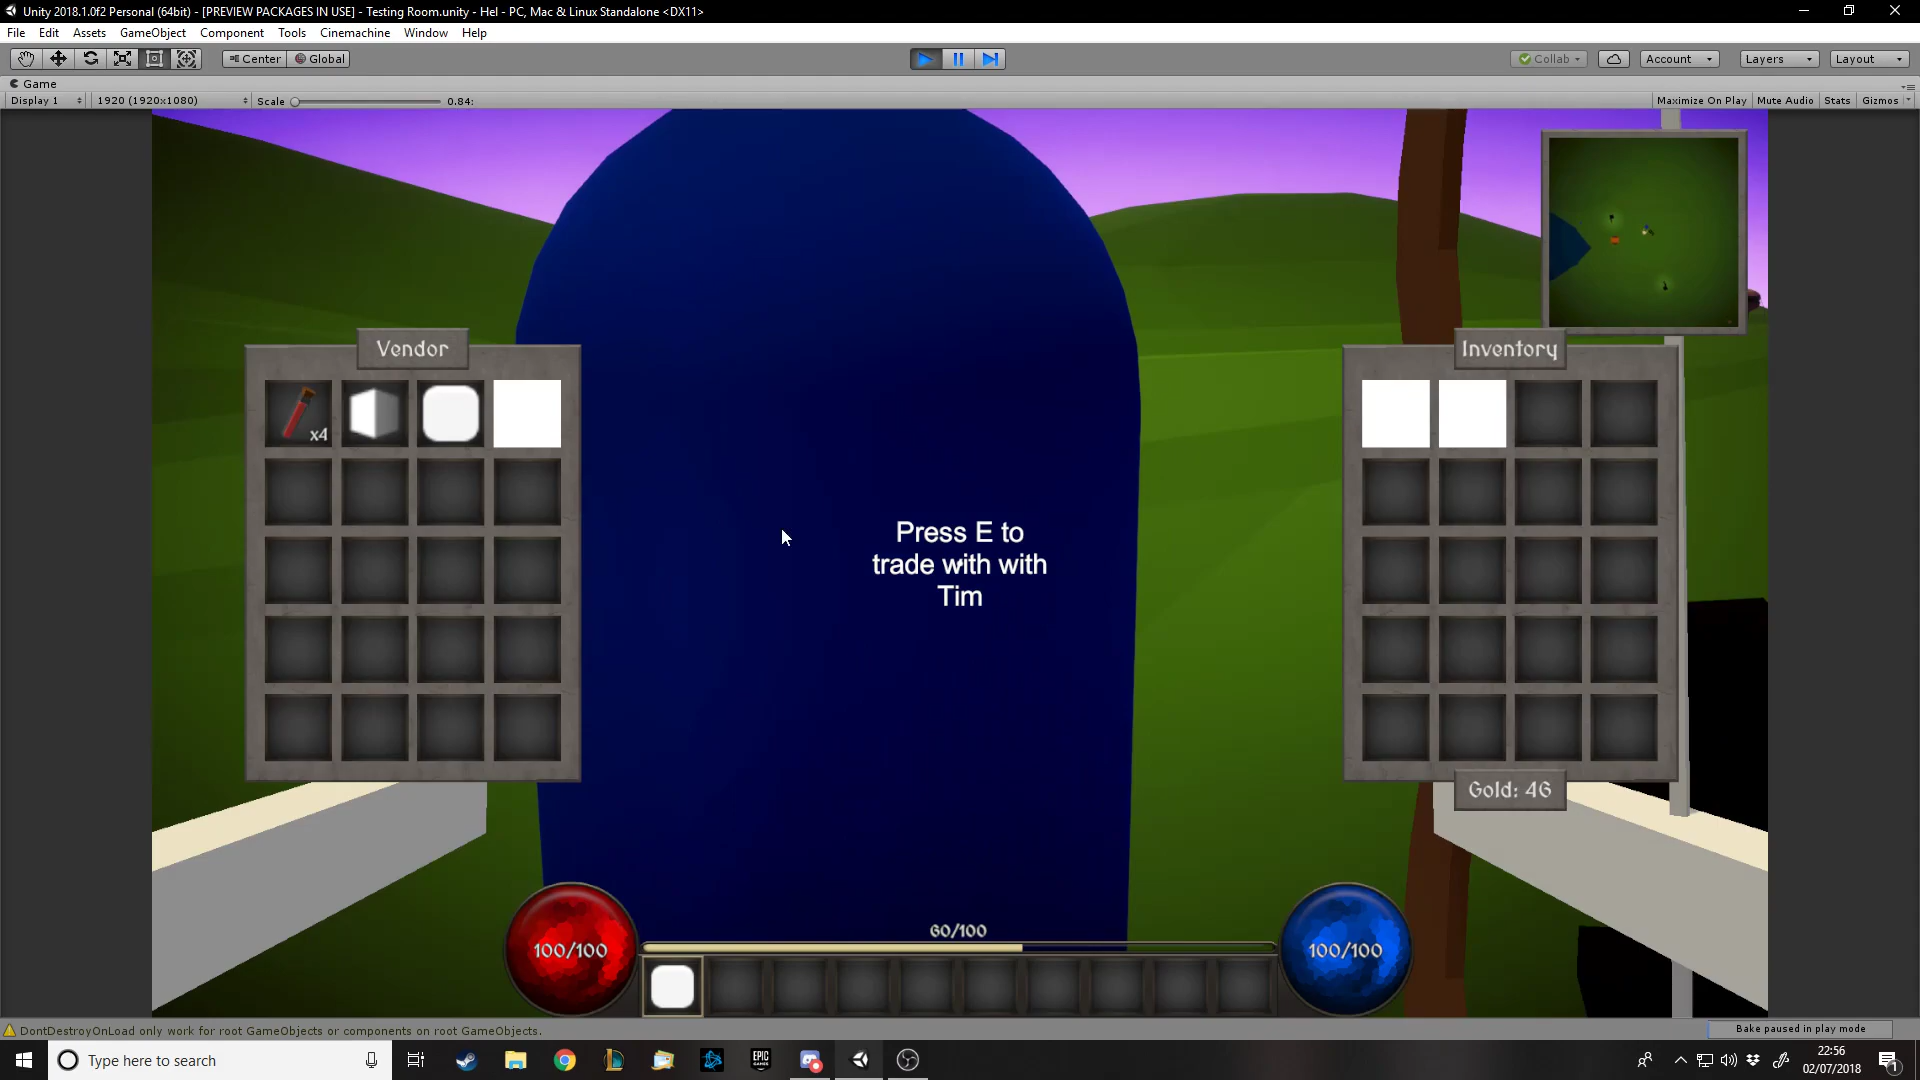 Unity 2018.1.0f2 Personal (64bit) - [PREVIEW PACKAGES IN USE] - Testing Room.unity - Hel - PC, Mac & Linux Standalone <DX11>
File Edit Assets GameObject Component Tools Cinemachine Window Help
Center Global Collab Account Layers Layout
Game
Display 1 1920 (1920x1080) Scale 0.84: Maximize On Play Mute Audio Stats Gizmos
Vendor
Inventory
x4
Press E to
trade with with
Tim
Gold: 46
60/100
100/100
100/100
DontDestroyOnLoad only work for root GameObjects or components on root GameObjects.
Bake paused in play mode
Type here to search
EPIC
GAMES
22:56
02/07/2018
1